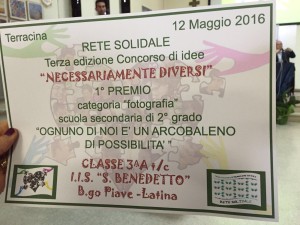 Terracina
12 Maggio 2016
RETE SOLIDALE
Terza edizione Concorso di idee
"NECESSARIAMENTE DIVERSI"
1° PREMIO
categoria "fotografia"
scuola secondaria di 2° grado
"OGNUNO DI NOI E' UN ARCOBALENO
DI POSSIBILITA' "
CLASSE 3^A t/c
I.I.S. "S. BENEDETTO"
B.go Piave -Latina